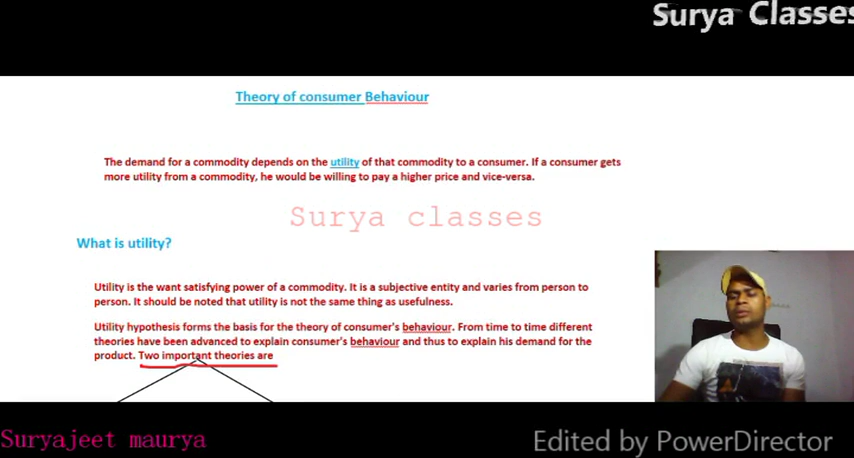 Surya Classes
Theory of consumer Behaviour
The demand for a commodity depends on the utility of that commodity to a consumer. If a consumer gets
more utility from a commodity, he would be willing to pay a higher price and vice-versa.
Surya classes
What is utility?
Utility is the want satisfying power of a commodity. It is a subjective entity and varies from person to
person. It should be noted that utility is not the same thing as usefulness.
Utility hypothesis forms the basis for the theory of consumer's behaviour. From time to time different
theories have been advanced to explain consumer's behaviour and thus to explain his demand for the
product. Two important theories are
Suryajeet maurya
Edited by PowerDirector